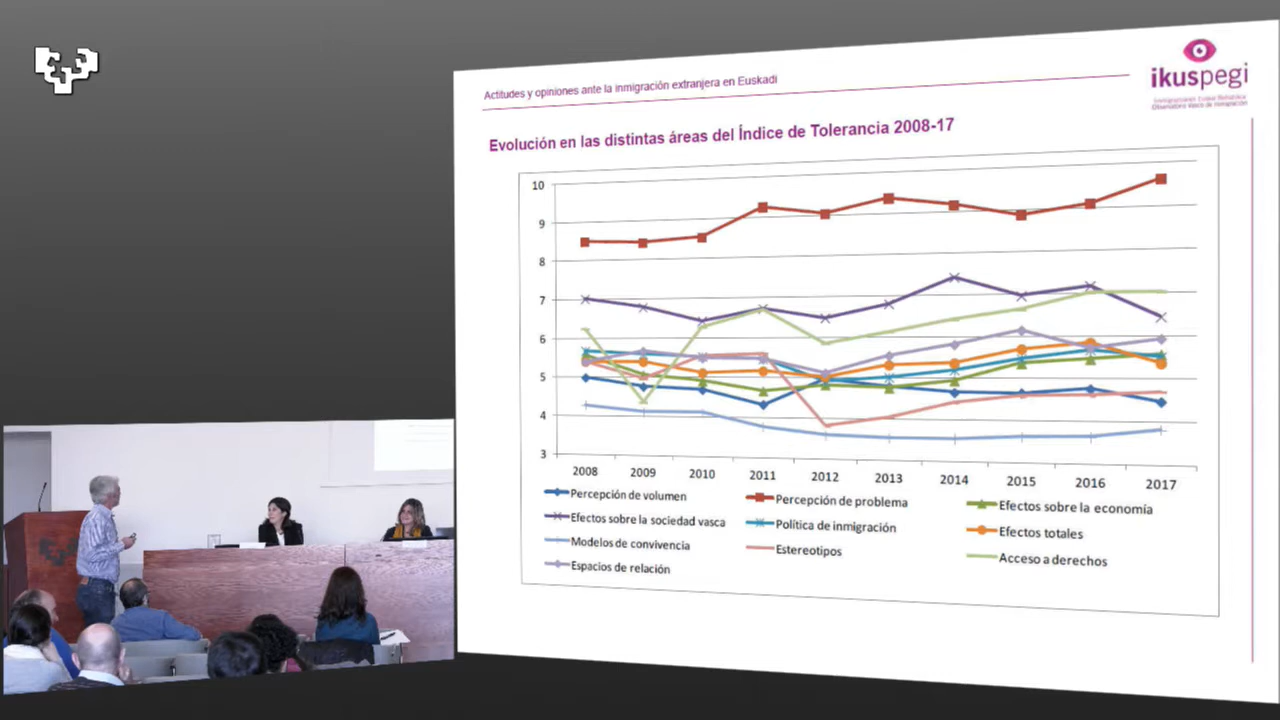 Actitudes y opiniones ante la inmigración extranjera en Euskadi
ikuspegi
Observatorio Vasco de Inmigración
Evolución en las distintas áreas del Índice de Tolerancia 2008-17
10
9
8
7
6
5
4
3
2008 2009 2010 2011 2012 2013 2014 2015 2016 2017
Percepción de volumen Percepción de problema Efectos sobre la economía
Efectos sobre la sociedad vasca Política de inmigración Efectos totales
Modelos de convivencia Estereotipos Acceso a derechos
Espacios de relación